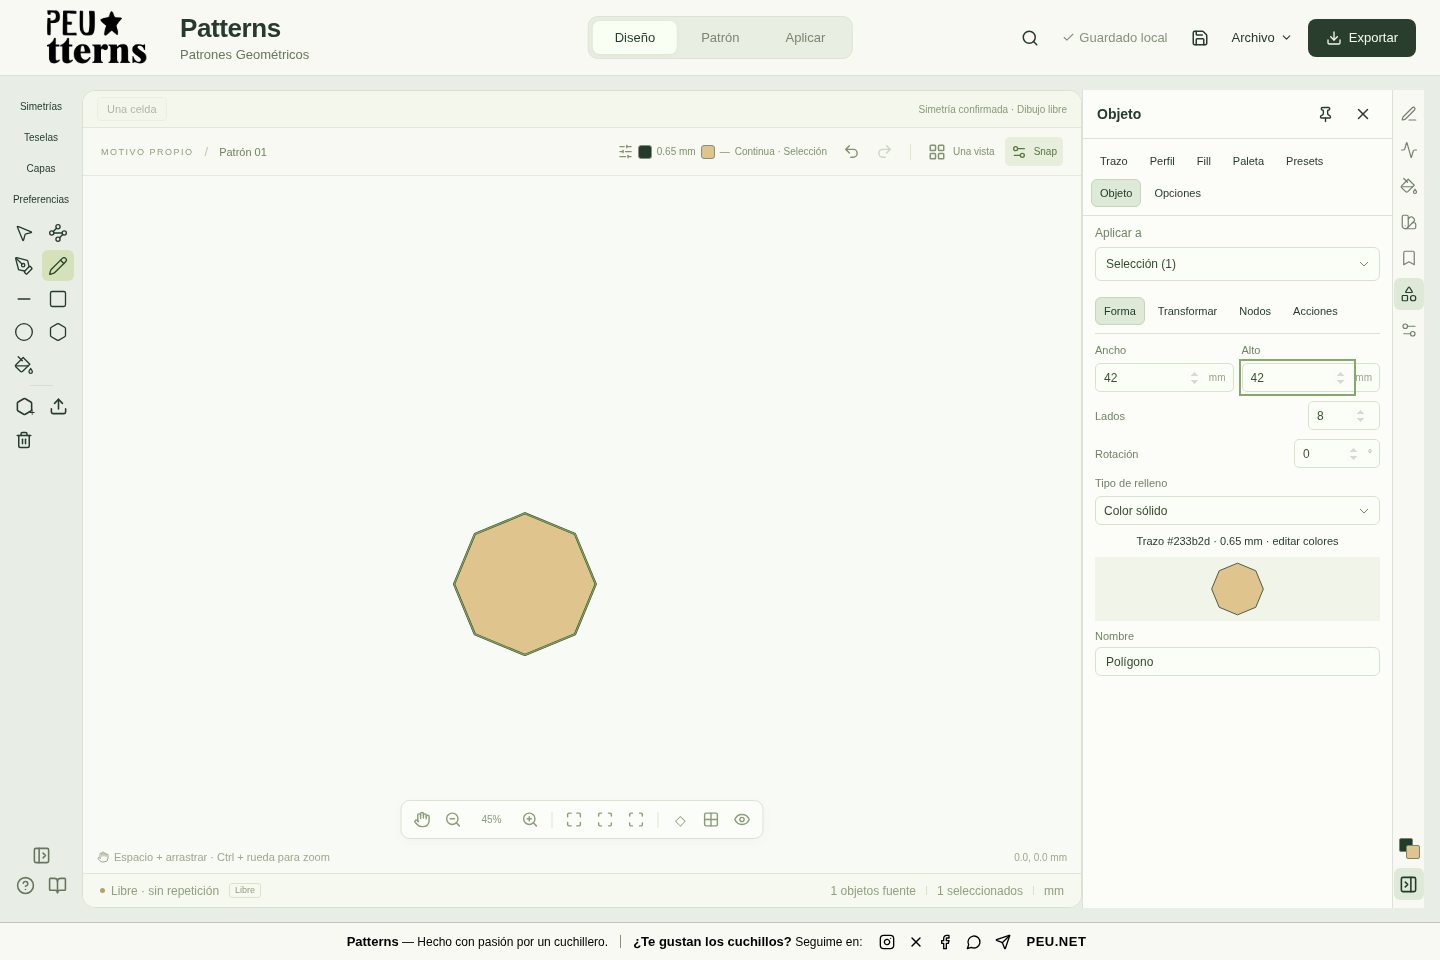 PEU
tterns
Patterns
Patrones Geométricos
Diseño
Patrón
Aplicar
Guardado local
Archivo
Exportar
Simetrías
Teselas
Capas
Preferencias
Una celda
Simetría confirmada · Dibujo libre
MOTIVO PROPIO / Patrón 01
0.65 mm
— Continua · Selección
Una vista
Snap
45%
Espacio + arrastrar · Ctrl + rueda para zoom
0.0, 0.0 mm
Libre · sin repetición
Libre
1 objetos fuente
1 seleccionados
mm
Objeto
Trazo
Perfil
Fill
Paleta
Presets
Objeto
Opciones
Aplicar a
Selección (1)
Forma
Transformar
Nodos
Acciones
Ancho
Alto
42 mm
42 mm
Lados
8
Rotación
0 °
Tipo de relleno
Color sólido
Trazo #233b2d · 0.65 mm · editar colores
Nombre
Polígono
Patterns — Hecho con pasión por un cuchillero.
¿Te gustan los cuchillos? Seguime en:
PEU.NET